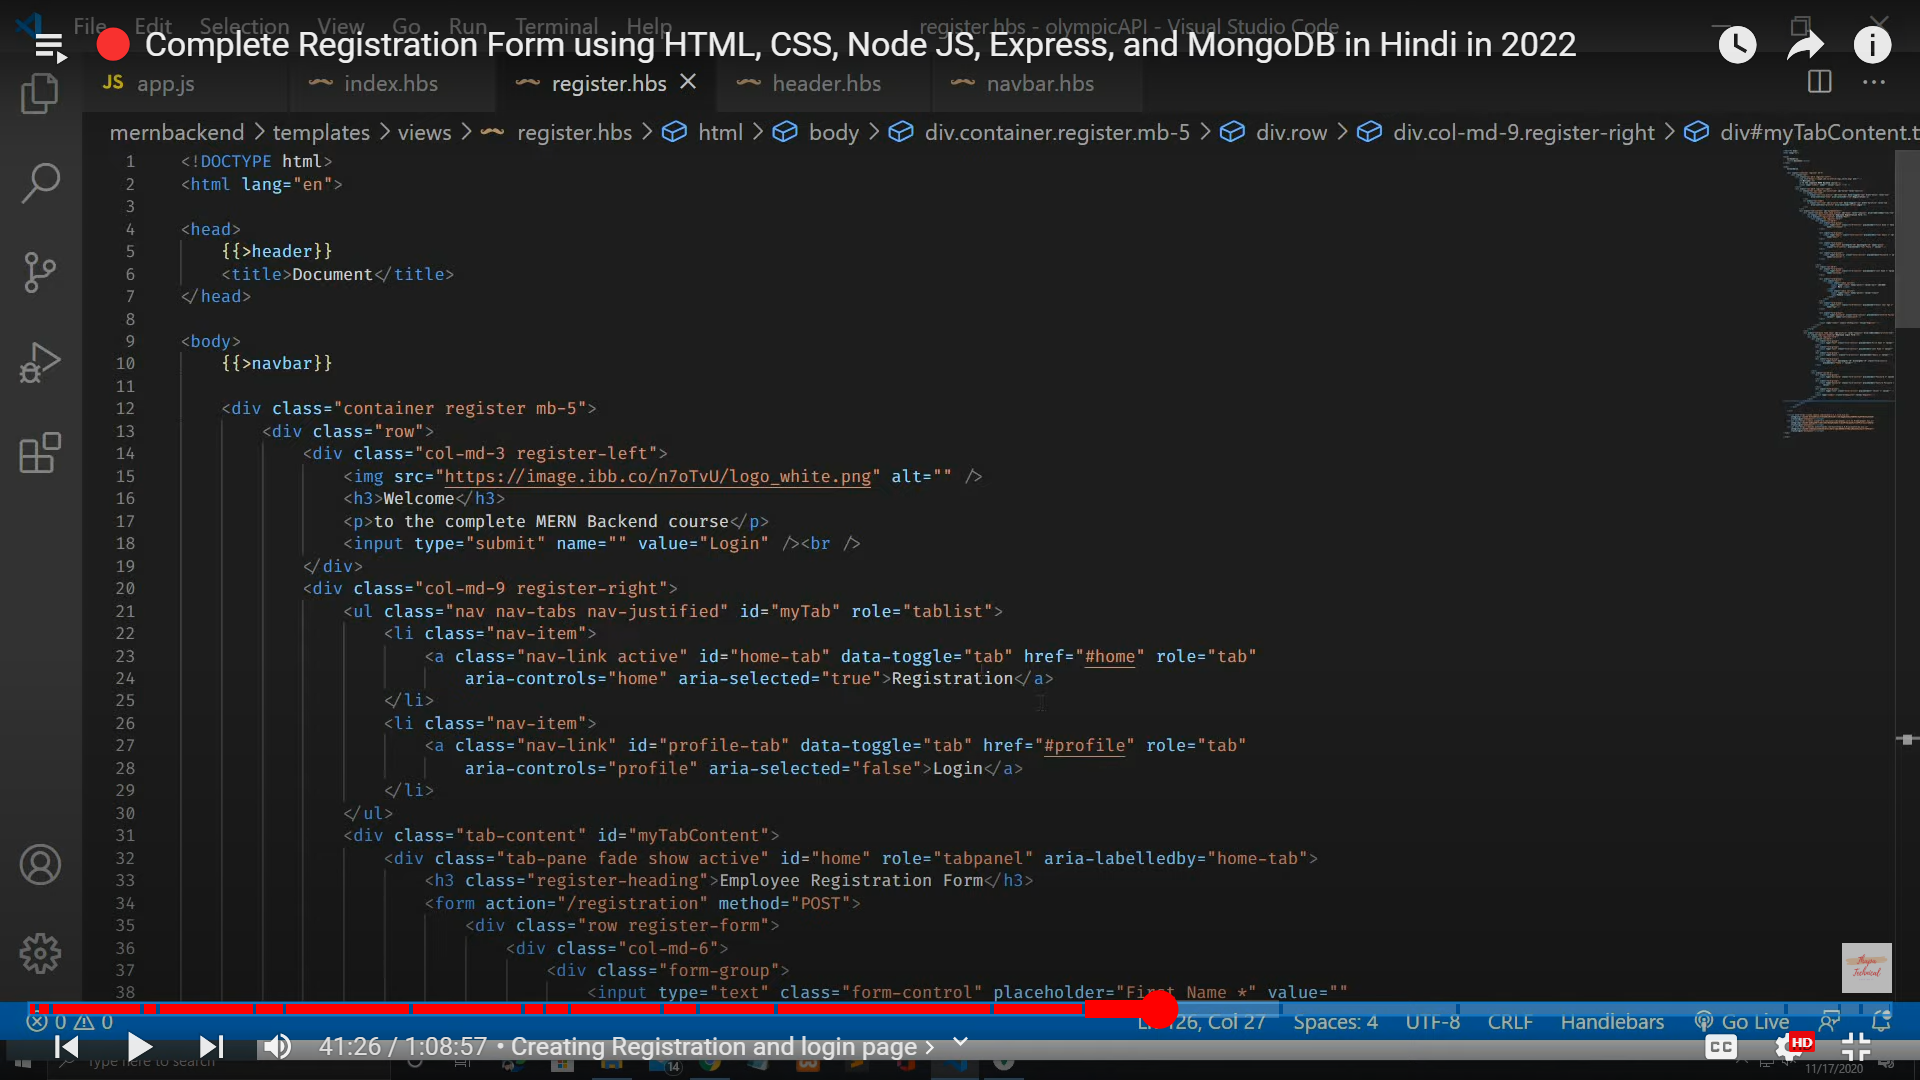 File Edit Selection View Go Run Terminal Help register.hbs - olympicAPI - Visual Studio Code
Complete Registration Form using HTML, CSS, Node JS, Express, and MongoDB in Hindi in 2022
JS app.js index.hbs register.hbs header.hbs navbar.hbs
mernbackend > templates > views > register.hbs > html > body > div.container.register.mb-5 > div.row > div.col-md-9.register-right > div#myTabContent.t
1 <!DOCTYPE html>
2 <html lang="en">
3
4 <head>
5 {{>header}}
6 <title>Document</title>
7 </head>
8
9 <body>
10 {{>navbar}}
11
12 <div class="container register mb-5">
13 <div class="row">
14 <div class="col-md-3 register-left">
15 <img src="https://image.ibb.co/n7oTvU/logo_white.png" alt="" />
16 <h3>Welcome</h3>
17 <p>to the complete MERN Backend course</p>
18 <input type="submit" name="" value="Login" /><br />
19 </div>
20 <div class="col-md-9 register-right">
21 <ul class="nav nav-tabs nav-justified" id="myTab" role="tablist">
22 <li class="nav-item">
23 <a class="nav-link active" id="home-tab" data-toggle="tab" href="#home" role="tab"
24 aria-controls="home" aria-selected="true">Registration</a>
25 </li>
26 <li class="nav-item">
27 <a class="nav-link" id="profile-tab" data-toggle="tab" href="#profile" role="tab"
28 aria-controls="profile" aria-selected="false">Login</a>
29 </li>
30 </ul>
31 <div class="tab-content" id="myTabContent">
32 <div class="tab-pane fade show active" id="home" role="tabpanel" aria-labelledby="home-tab">
33 <h3 class="register-heading">Employee Registration Form</h3>
34 <form action="/registration" method="POST">
35 <div class="row register-form">
36 <div class="col-md-6">
37 <div class="form-group">
38 <input type="text" class="form-control" placeholder="First Name *" value=""
Thapa Technical
0 0 Col 27 Spaces: 4 UTF-8 CRLF Handlebars Go Live
41:26 / 1:08:57 • Creating Registration and login page > CC HD
Type here to search 14 11/17/2020